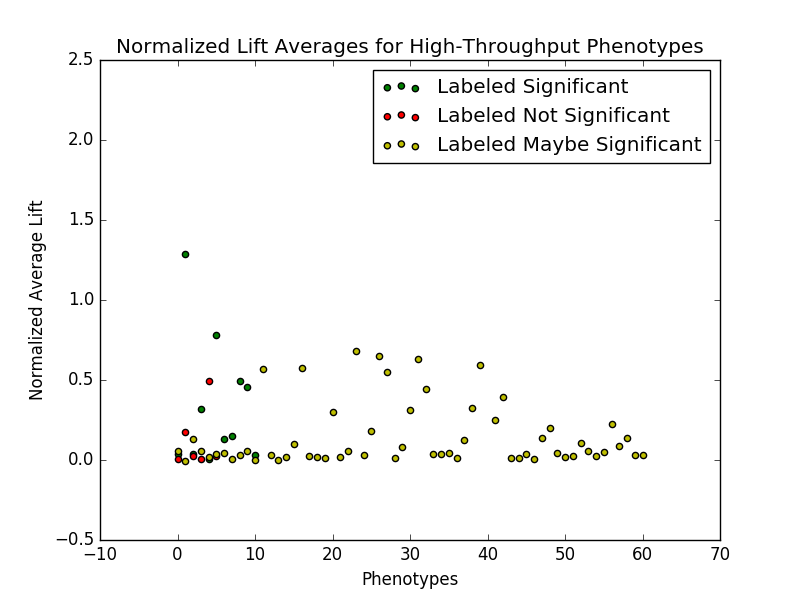 Normalized Lift Averages for High-Throughput Phenotypes
Labeled Significant
Labeled Not Significant
Labeled Maybe Significant
2.5
2.0
1.5
1.0
0.5
0.0
−0.5
Normalized Average Lift
−10 0 10 20 30 40 50 60 70
Phenotypes